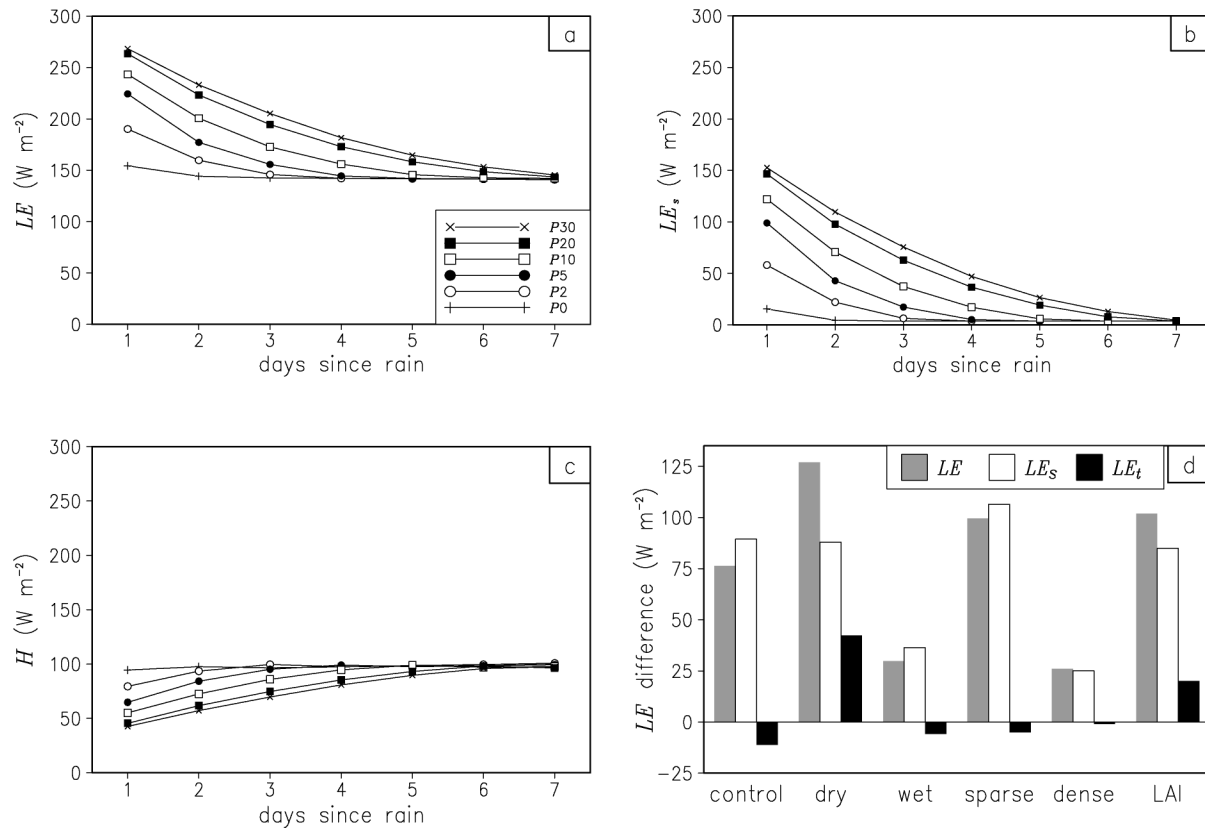 a
300
250
200
150
100
50
0
LE (W m⁻²)
P30
P20
P10
P5
P2
P0
1 2 3 4 5 6 7
days since rain
b
300
250
200
150
100
50
0
LEₛ (W m⁻²)
1 2 3 4 5 6 7
days since rain
c
300
250
200
150
100
50
0
H (W m⁻²)
1 2 3 4 5 6 7
days since rain
LE LEₛ LEₜ d
125
100
75
50
25
0
−25
LE difference (W m⁻²)
control dry wet sparse dense LAI